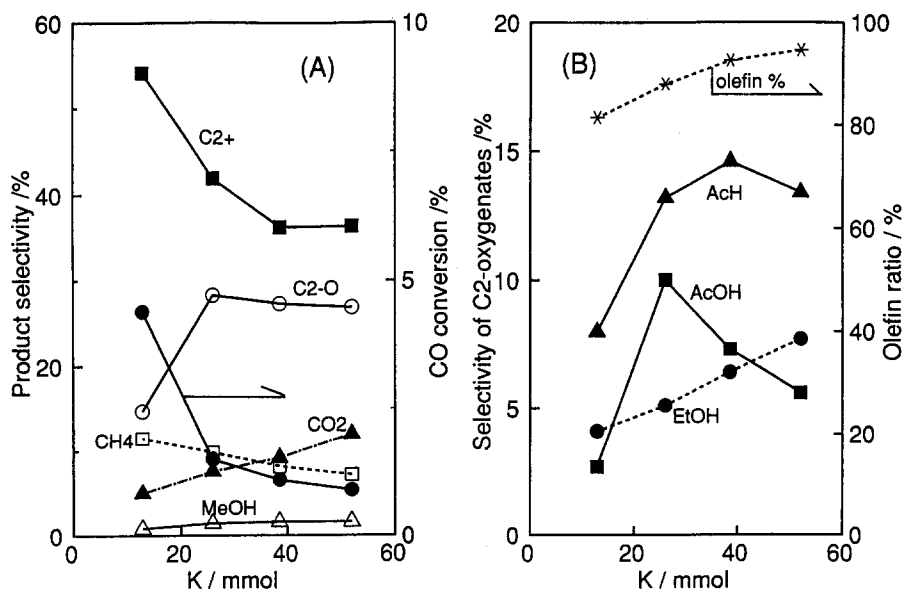 60
10
(A)
C2+
40
Product selectivity /%
C2-O
5
CO conversion /%
20
CO2
CH4
MeOH
0
0
0 20 40 60
K / mmol
20
100
(B)
olefin %
80
15
AcH
60
Selectivity of C2-oxygenates /%
10
AcOH
40
Olefin ratio / %
5
EtOH
20
0
0
0 20 40 60
K / mmol